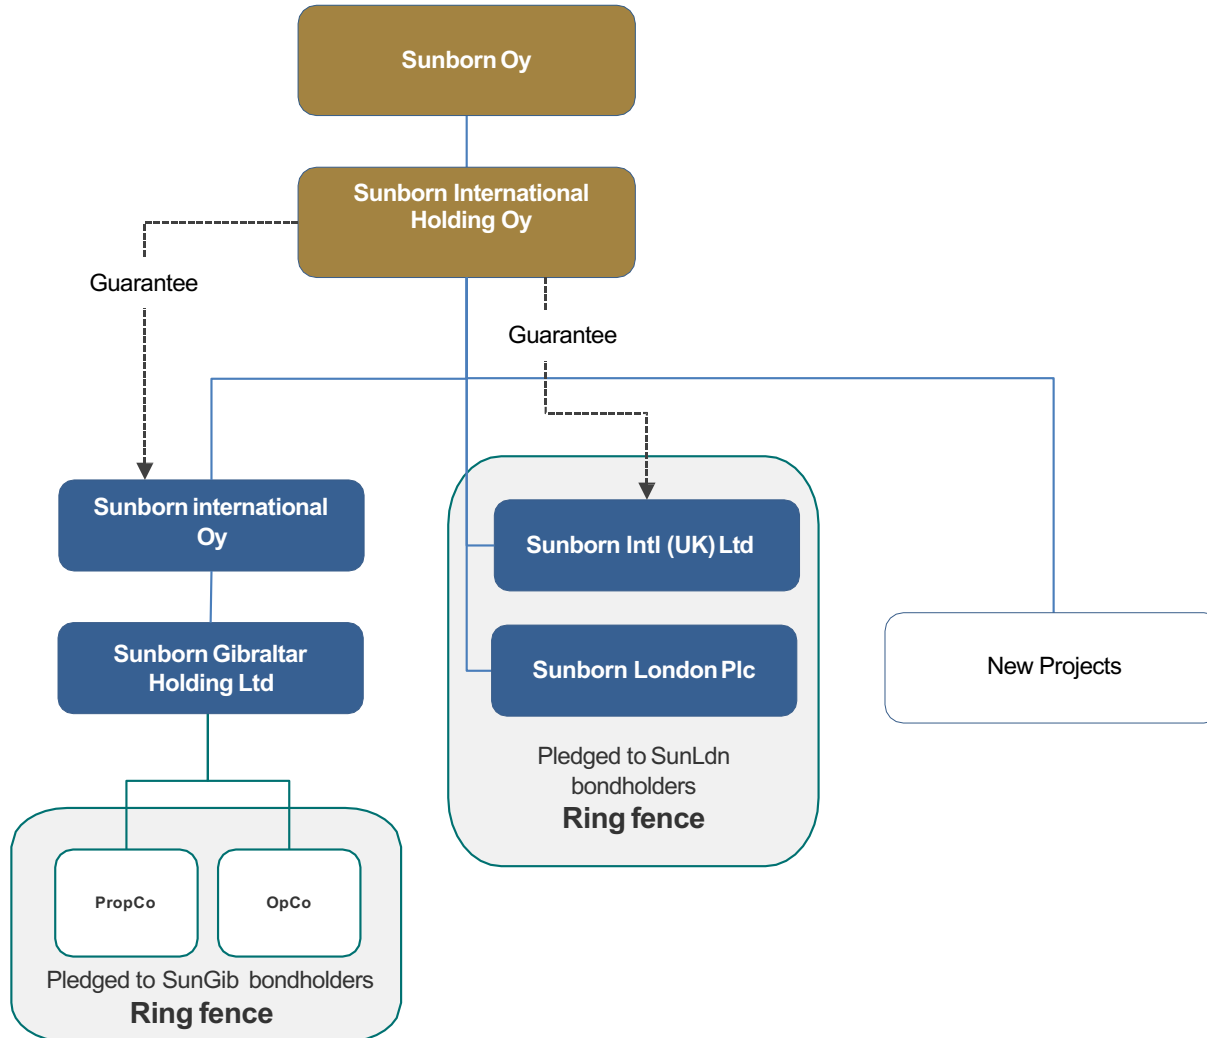 Sunborn Oy
Sunborn International
Holding Oy
Guarantee
Guarantee
Sunborn international
Oy
Sunborn Intl (UK) Ltd
Sunborn Gibraltar
Holding Ltd
Sunborn London Plc
New Projects
Pledged to SunLdn
bondholders
Ring fence
PropCo
OpCo
Pledged to SunGib bondholders
Ring fence